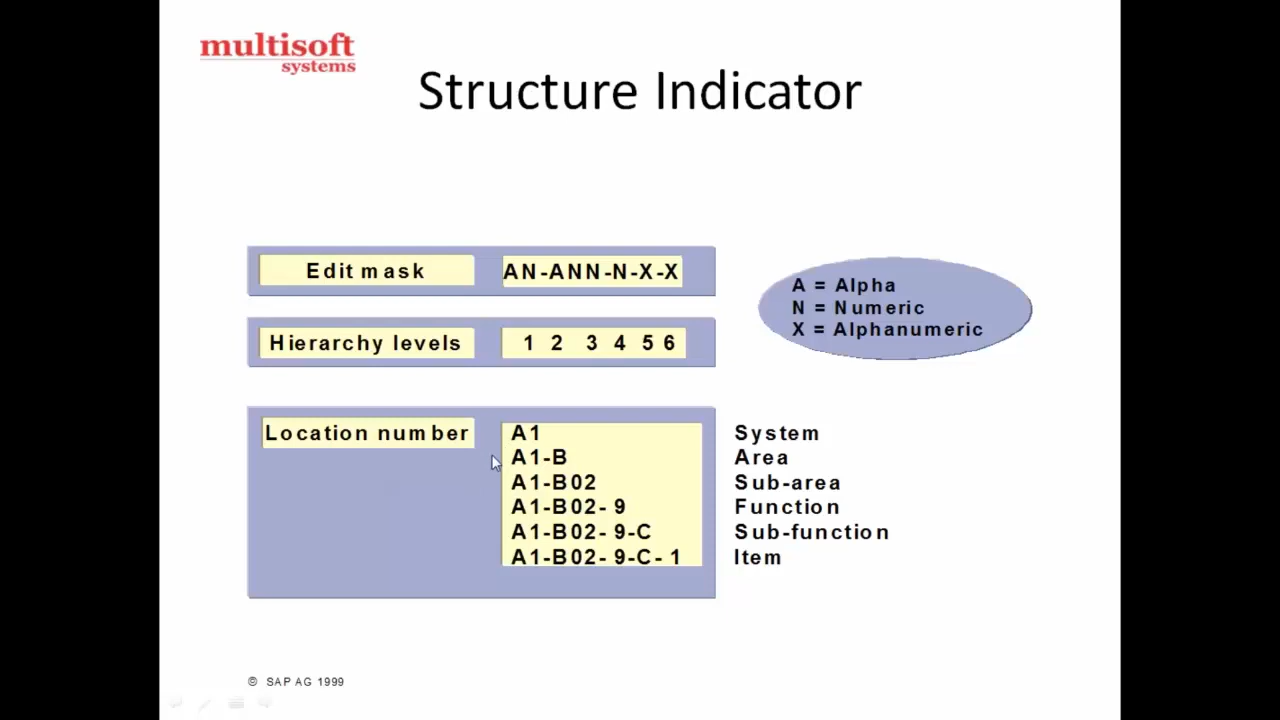 multisoft
systems
Structure Indicator
Edit mask AN-ANN-N-X-X
A = Alpha
N = Numeric
X = Alphanumeric
Hierarchy levels 1 2 3 4 5 6
Location number A1 System
A1-B Area
A1-B02 Sub-area
A1-B02- 9 Function
A1-B02- 9-C Sub-function
A1-B02- 9-C- 1 Item
© SAP AG 1999